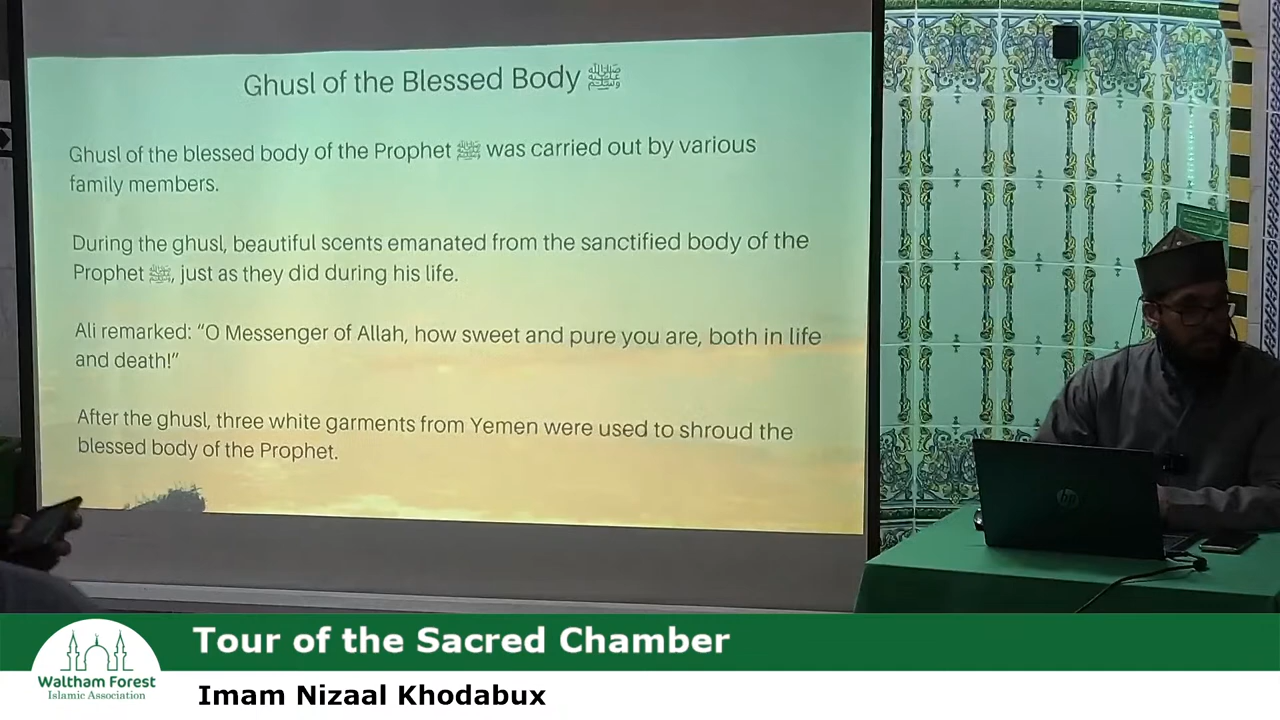 Ghusl of the Blessed Body ﷺ
Ghusl of the blessed body of the Prophet ﷺ was carried out by various
family members.
During the ghusl, beautiful scents emanated from the sanctified body of the
Prophet ﷺ, just as they did during his life.
Ali remarked: “O Messenger of Allah, how sweet and pure you are, both in life
and death!”
After the ghusl, three white garments from Yemen were used to shroud the
blessed body of the Prophet.
hp
Tour of the Sacred Chamber
Waltham Forest
Islamic Association
Imam Nizaal Khodabux